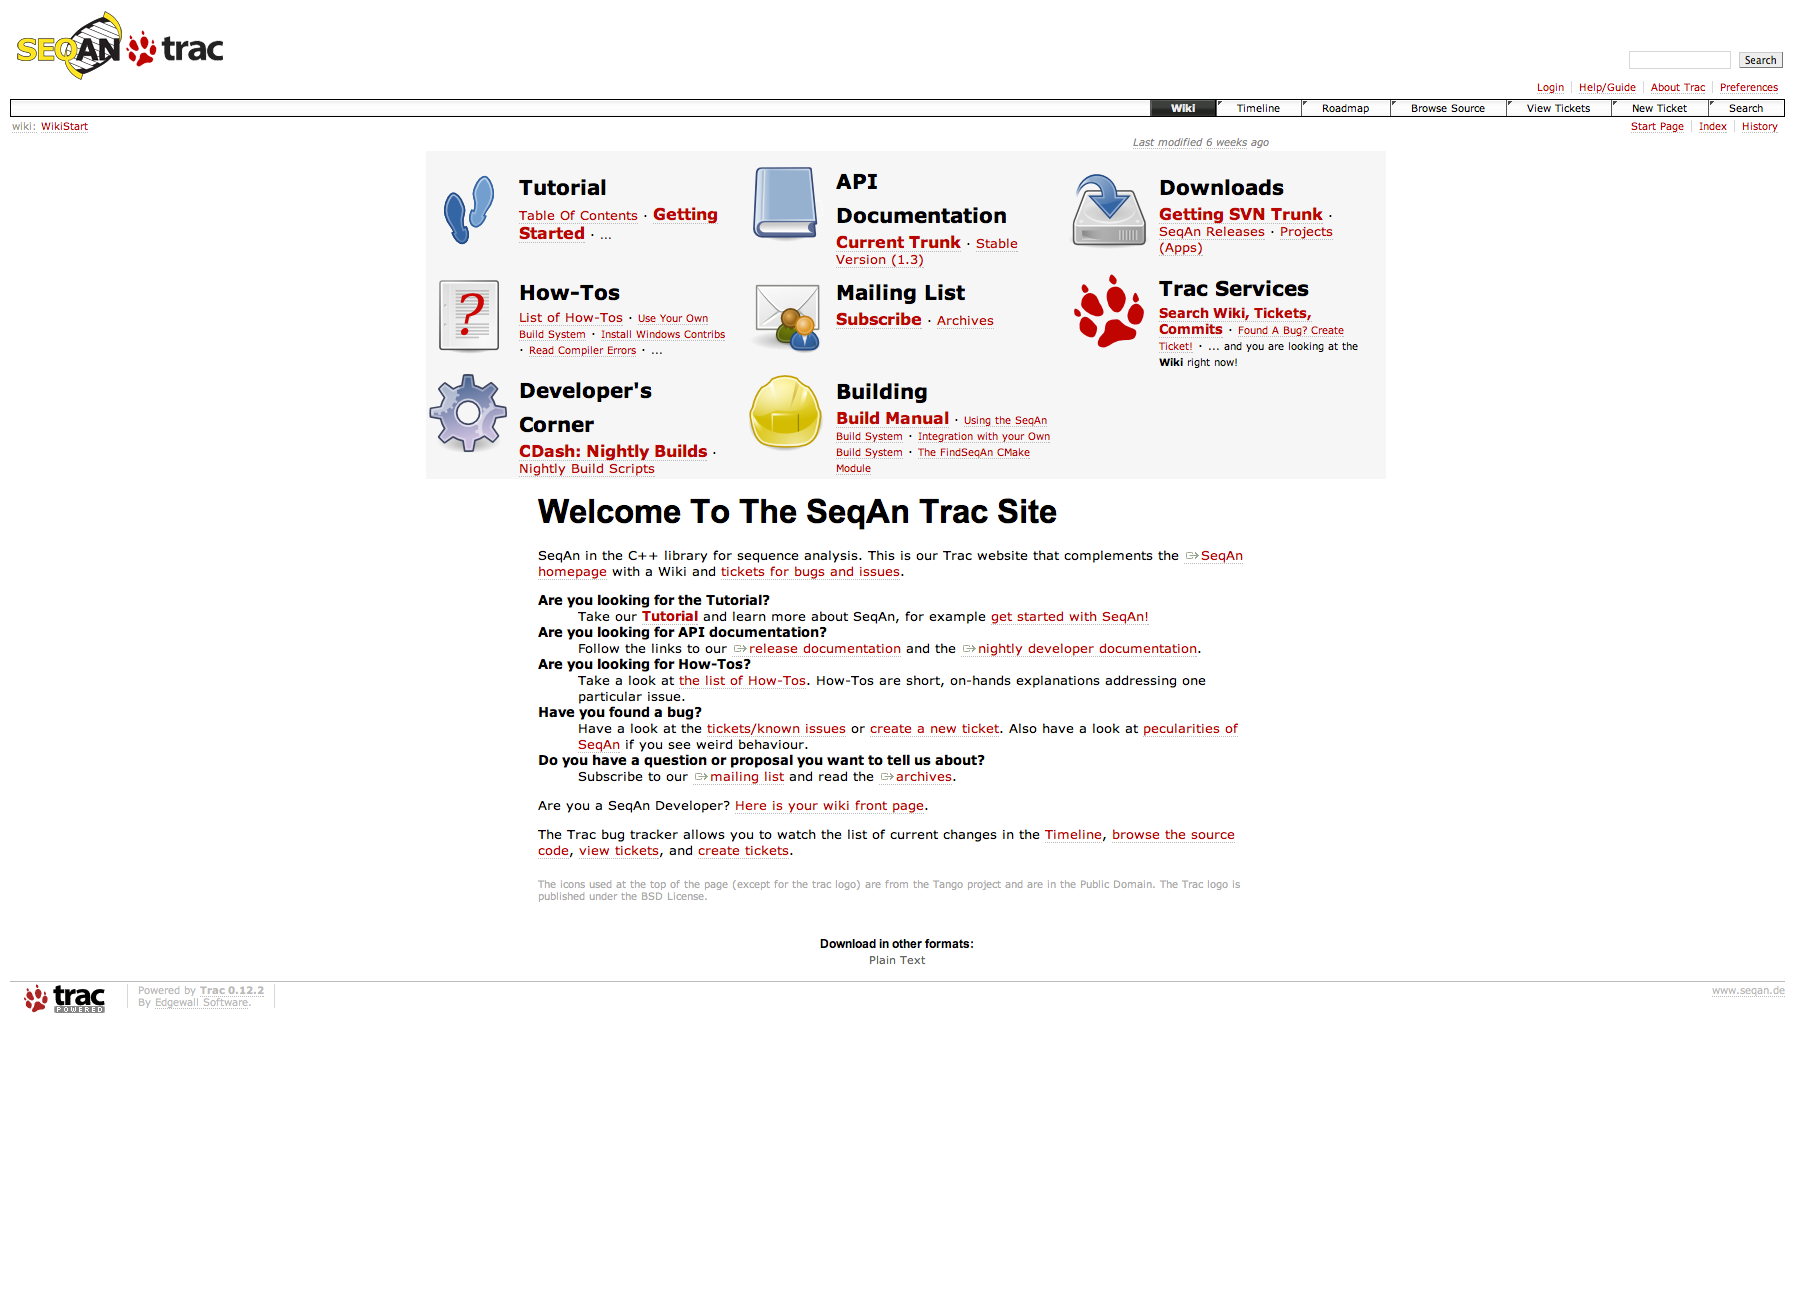 SEQAN trac
Search
Login Help/Guide About Trac Preferences
Wiki Timeline Roadmap Browse Source View Tickets New Ticket Search
wiki: WikiStart
Start Page Index History
Last modified 6 weeks ago
Tutorial
Table Of Contents · Getting
Started · ...
API
Documentation
Current Trunk · Stable
Version (1.3)
Downloads
Getting SVN Trunk ·
SeqAn Releases · Projects
(Apps)
How-Tos
List of How-Tos · Use Your Own
Build System · Install Windows Contribs
· Read Compiler Errors · ...
Mailing List
Subscribe · Archives
Trac Services
Search Wiki, Tickets,
Commits · Found A Bug? Create
Ticket! · ... and you are looking at the
Wiki right now!
Developer's
Corner
CDash: Nightly Builds ·
Nightly Build Scripts
Building
Build Manual · Using the SeqAn
Build System · Integration with your Own
Build System · The FindSeqAn CMake
Module
Welcome To The SeqAn Trac Site
SeqAn in the C++ library for sequence analysis. This is our Trac website that complements the SeqAn
homepage with a Wiki and tickets for bugs and issues.
Are you looking for the Tutorial?
Take our Tutorial and learn more about SeqAn, for example get started with SeqAn!
Are you looking for API documentation?
Follow the links to our release documentation and the nightly developer documentation.
Are you looking for How-Tos?
Take a look at the list of How-Tos. How-Tos are short, on-hands explanations addressing one
particular issue.
Have you found a bug?
Have a look at the tickets/known issues or create a new ticket. Also have a look at pecularities of
SeqAn if you see weird behaviour.
Do you have a question or proposal you want to tell us about?
Subscribe to our mailing list and read the archives.
Are you a SeqAn Developer? Here is your wiki front page.
The Trac bug tracker allows you to watch the list of current changes in the Timeline, browse the source
code, view tickets, and create tickets.
The icons used at the top of the page (except for the trac logo) are from the Tango project and are in the Public Domain. The Trac logo is
published under the BSD License.
Download in other formats:
Plain Text
trac
POWERED
Powered by Trac 0.12.2
By Edgewall Software.
www.seqan.de